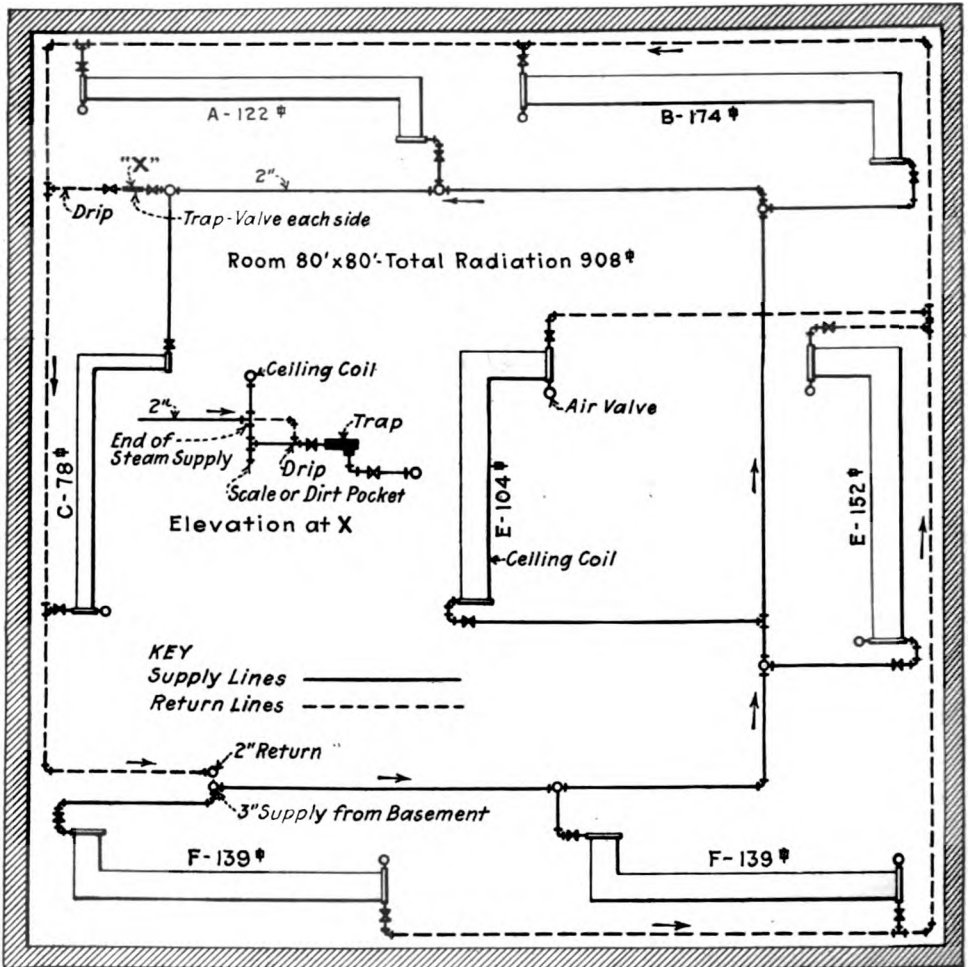 A-122 ⌽
B-174 ⌽
"X"
2"
Drip
Trap-Valve each side
Room 80'x80'-Total Radiation 908⌽
Ceiling Coil
2"
Trap
Air Valve
End of
Steam Supply
Drip
Scale or Dirt Pocket
Elevation at X
C-78⌽
E-104⌽
E-152⌽
Ceiling Coil
KEY
Supply Lines
Return Lines
2" Return
3" Supply from Basement
F-139⌽
F-139⌽